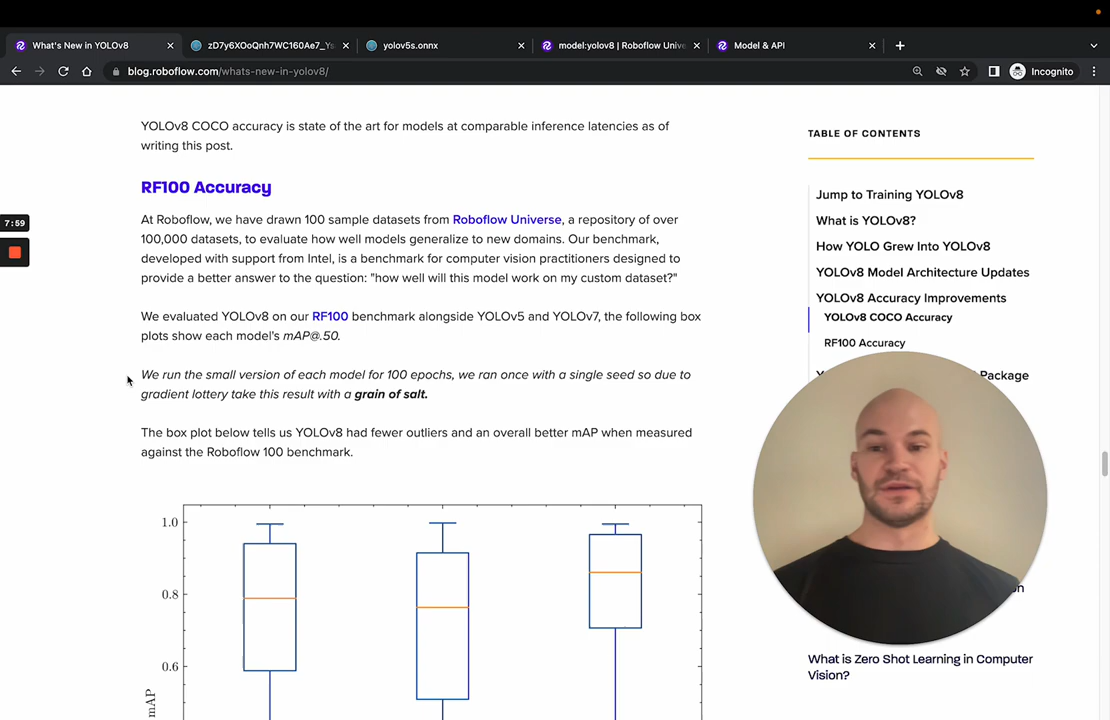 What's New in YOLOv8
zD7y6XOoQnh7WC160Ae7_Ys
yolov5s.onnx
model:yolov8 | Roboflow Unive
Model & API
blog.roboflow.com/whats-new-in-yolov8/
Incognito
YOLOv8 COCO accuracy is state of the art for models at comparable inference latencies as of
writing this post.
RF100 Accuracy
At Roboflow, we have drawn 100 sample datasets from Roboflow Universe, a repository of over
100,000 datasets, to evaluate how well models generalize to new domains. Our benchmark,
developed with support from Intel, is a benchmark for computer vision practitioners designed to
provide a better answer to the question: "how well will this model work on my custom dataset?"
We evaluated YOLOv8 on our RF100 benchmark alongside YOLOv5 and YOLOv7, the following box
plots show each model's mAP@.50.
We run the small version of each model for 100 epochs, we ran once with a single seed so due to
gradient lottery take this result with a grain of salt.
The box plot below tells us YOLOv8 had fewer outliers and an overall better mAP when measured
against the Roboflow 100 benchmark.
1.0
0.8
0.6
mAP
7:59
TABLE OF CONTENTS
Jump to Training YOLOv8
What is YOLOv8?
How YOLO Grew Into YOLOv8
YOLOv8 Model Architecture Updates
YOLOv8 Accuracy Improvements
YOLOv8 COCO Accuracy
RF100 Accuracy
Package
What is Zero Shot Learning in Computer
Vision?